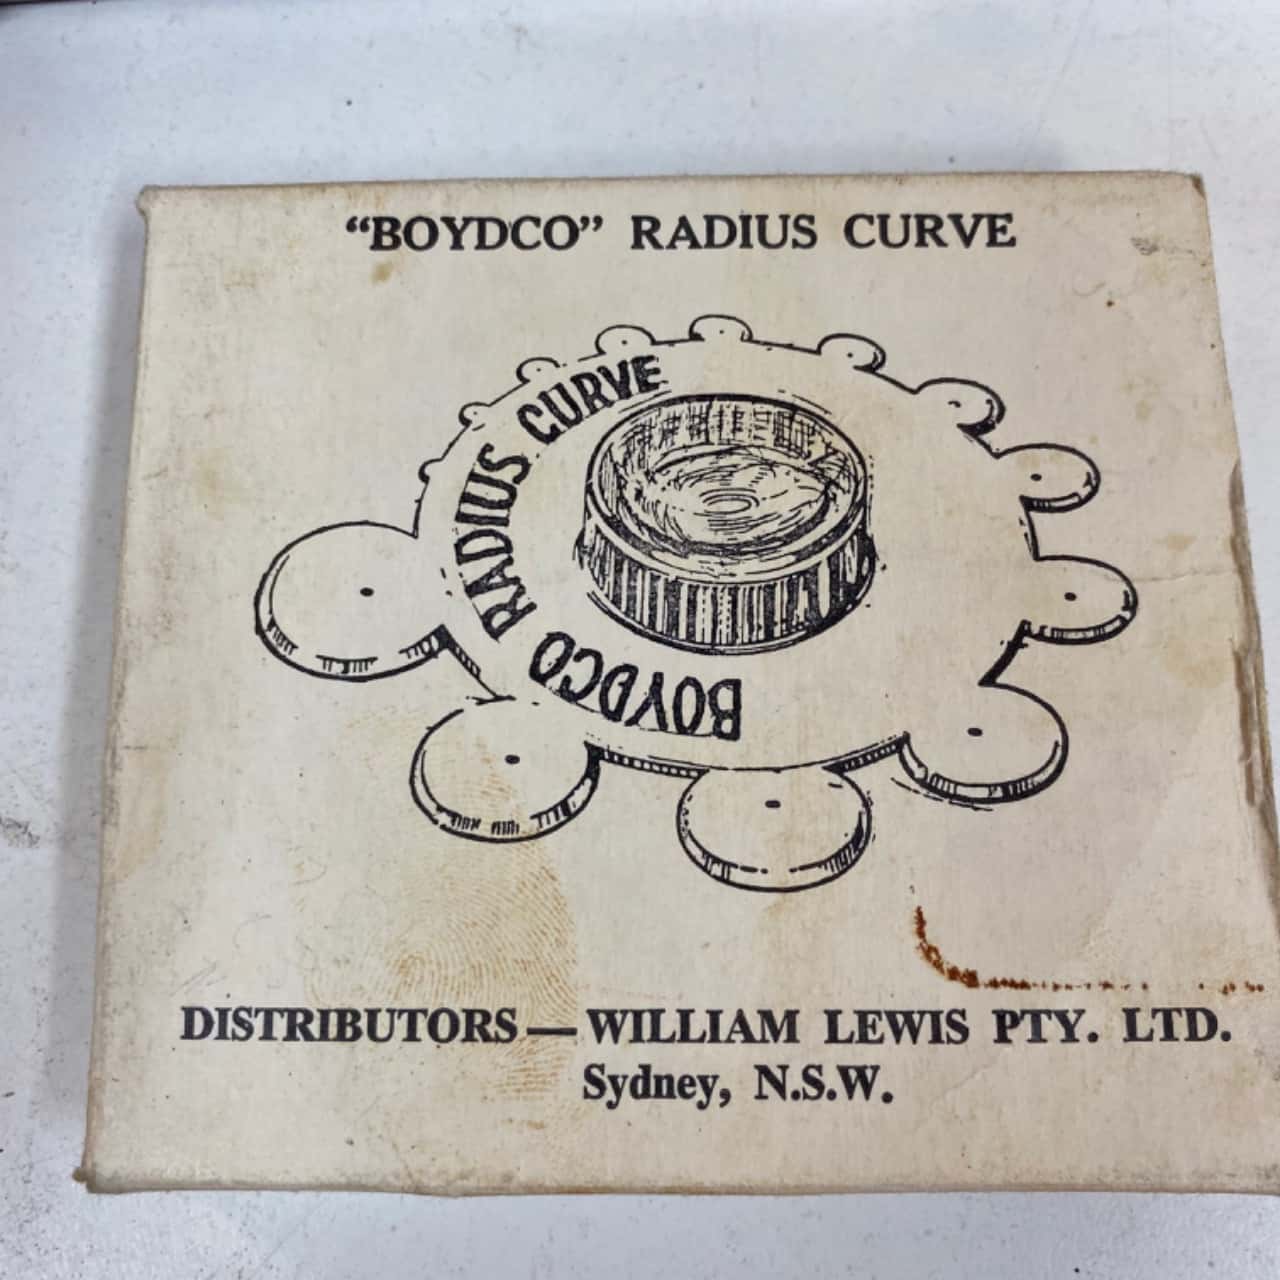 “BOYDCO” RADIUS CURVE
BOYDCO RADIUS CURVE
DISTRIBUTORS — WILLIAM LEWIS PTY. LTD.
Sydney, N.S.W.